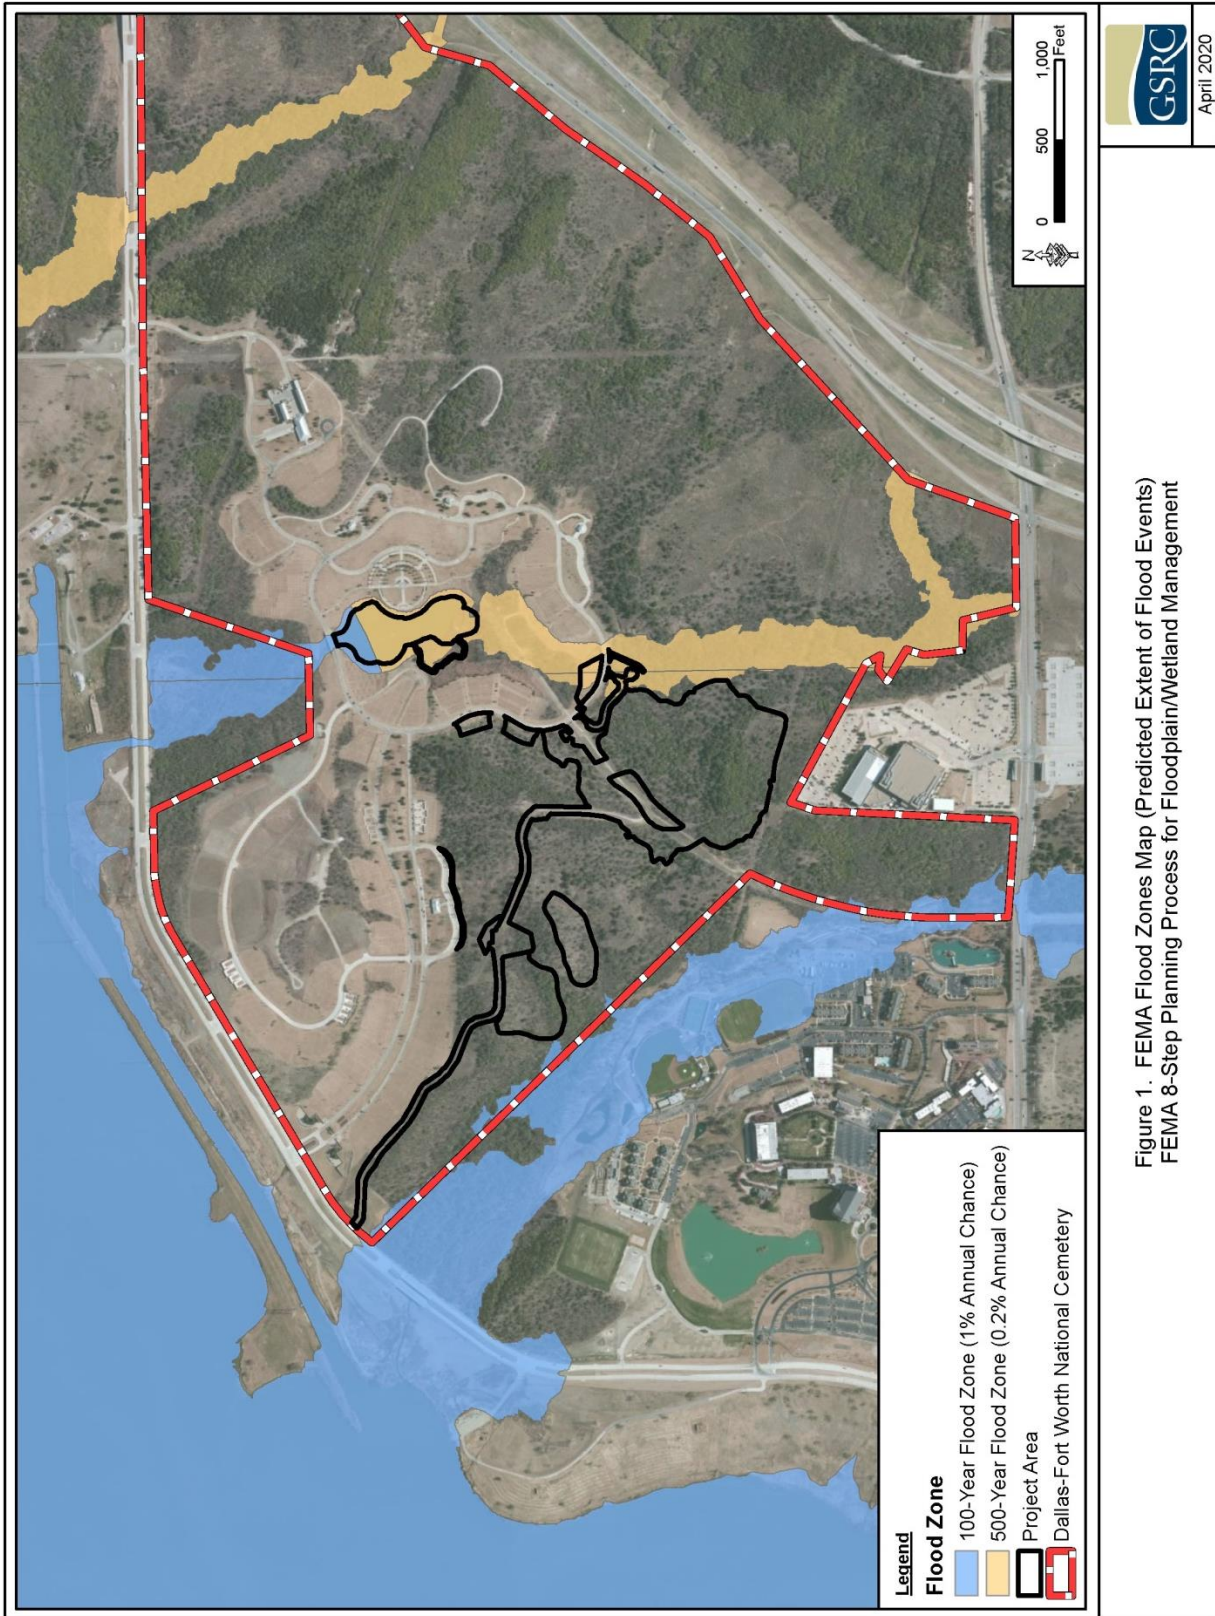 Legend
Flood Zone
100-Year Flood Zone (1% Annual Chance)
500-Year Flood Zone (0.2% Annual Chance)
Project Area
Dallas-Fort Worth National Cemetery
N
0 500 1,000
Feet
Figure 1. FEMA Flood Zones Map (Predicted Extent of Flood Events)
FEMA 8-Step Planning Process for Floodplain/Wetland Management
GSRC
April 2020